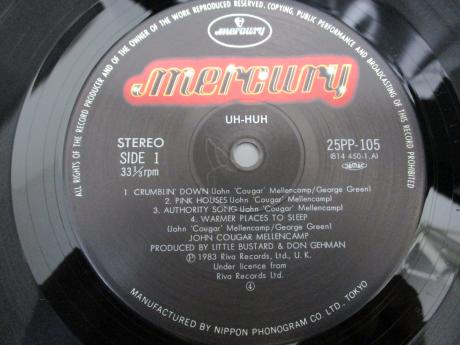 ALL RIGHTS OF THE RECORD PRODUCER AND OF THE OWNER OF THE WORK REPRODUCED RESERVED. COPYING, PUBLIC PERFORMANCE AND BROADCASTING OF THIS RECORD PROHIBITED.
mercury
mercury
UH-HUH
STEREO
SIDE 1
33⅓rpm
25PP-105
(814 450-1,A)
1 CRUMBLIN' DOWN (John 'Cougar' Mellencamp/George Green)
2. PINK HOUSES (John 'Cougar' Mellencamp)
3. AUTHORITY SONG (John 'Cougar' Mellencamp)
4. WARMER PLACES TO SLEEP
(John 'Cougar' Mellencamp/George Green)
JOHN COUGAR MELLENCAMP
PRODUCED BY LITTLE BUSTARD & DON GEHMAN
Ⓟ 1983 Riva Records Ltd., U. K.
Under licence from
Riva Records Ltd.
④
MANUFACTURED BY NIPPON PHONOGRAM CO. LTD., TOKYO